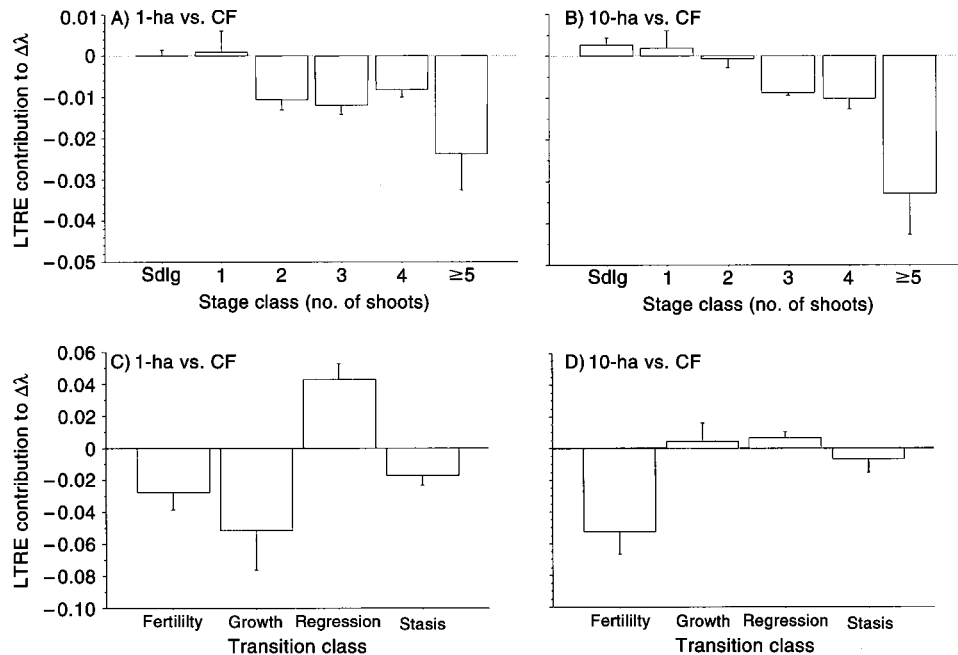 A) 1-ha vs. CF
B) 10-ha vs. CF
LTRE contribution to Δλ
0.01
0
−0.01
−0.02
−0.03
−0.04
−0.05
Sdlg 1 2 3 4 ≥5
Stage class (no. of shoots)
Sdlg 1 2 3 4 ≥5
Stage class (no. of shoots)
C) 1-ha vs. CF
D) 10-ha vs. CF
LTRE contribution to Δλ
0.06
0.04
0.02
0
−0.02
−0.04
−0.06
−0.08
−0.10
Fertililty Growth Regression Stasis
Transition class
Fertililty Growth Regression Stasis
Transition class